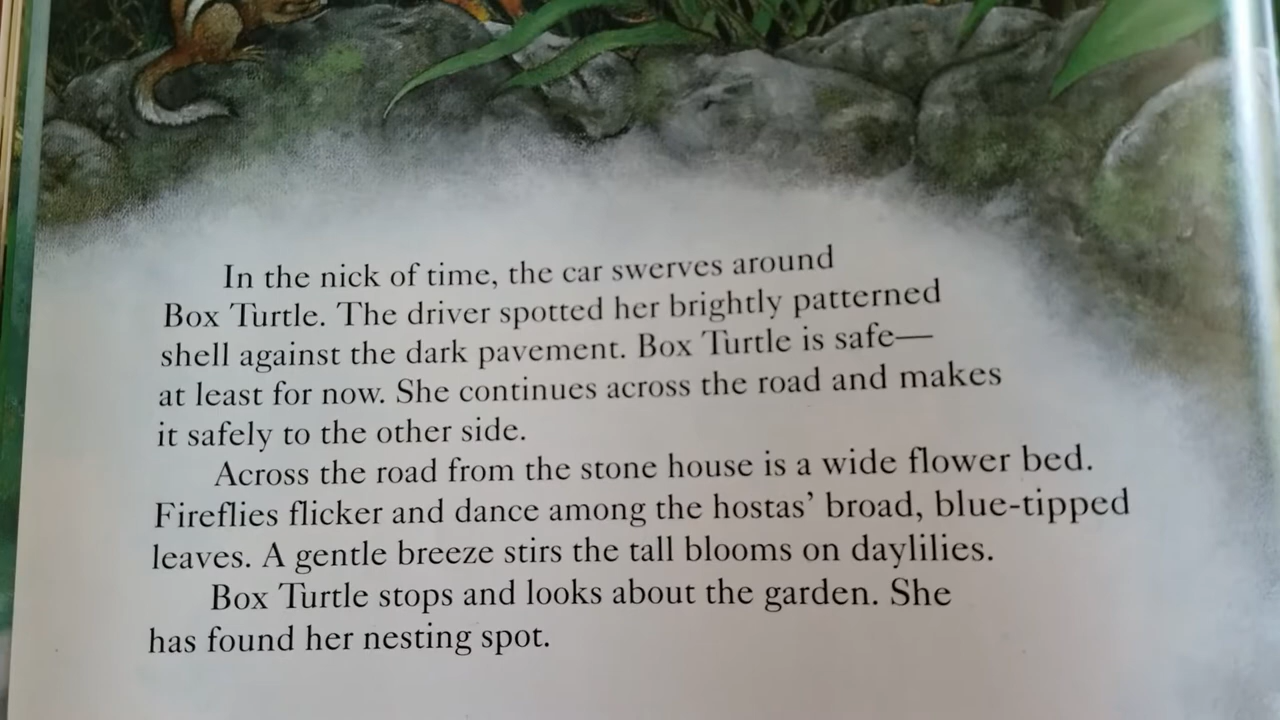 In the nick of time, the car swerves around
Box Turtle. The driver spotted her brightly patterned
shell against the dark pavement. Box Turtle is safe—
at least for now. She continues across the road and makes
it safely to the other side.
Across the road from the stone house is a wide flower bed.
Fireflies flicker and dance among the hostas’ broad, blue-tipped
leaves. A gentle breeze stirs the tall blooms on daylilies.
Box Turtle stops and looks about the garden. She
has found her nesting spot.